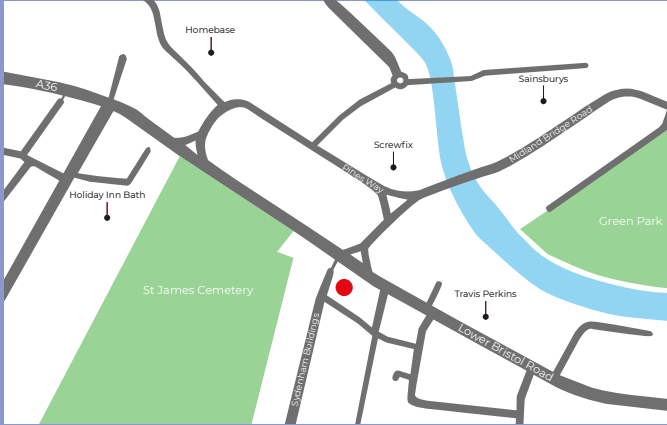 Homebase
A36
Sainsburys
Midland Bridge Road
Screwfix
Pines Way
Holiday Inn Bath
Green Park
St James Cemetery
Travis Perkins
Sydenham Buildings
Lower Bristol Road